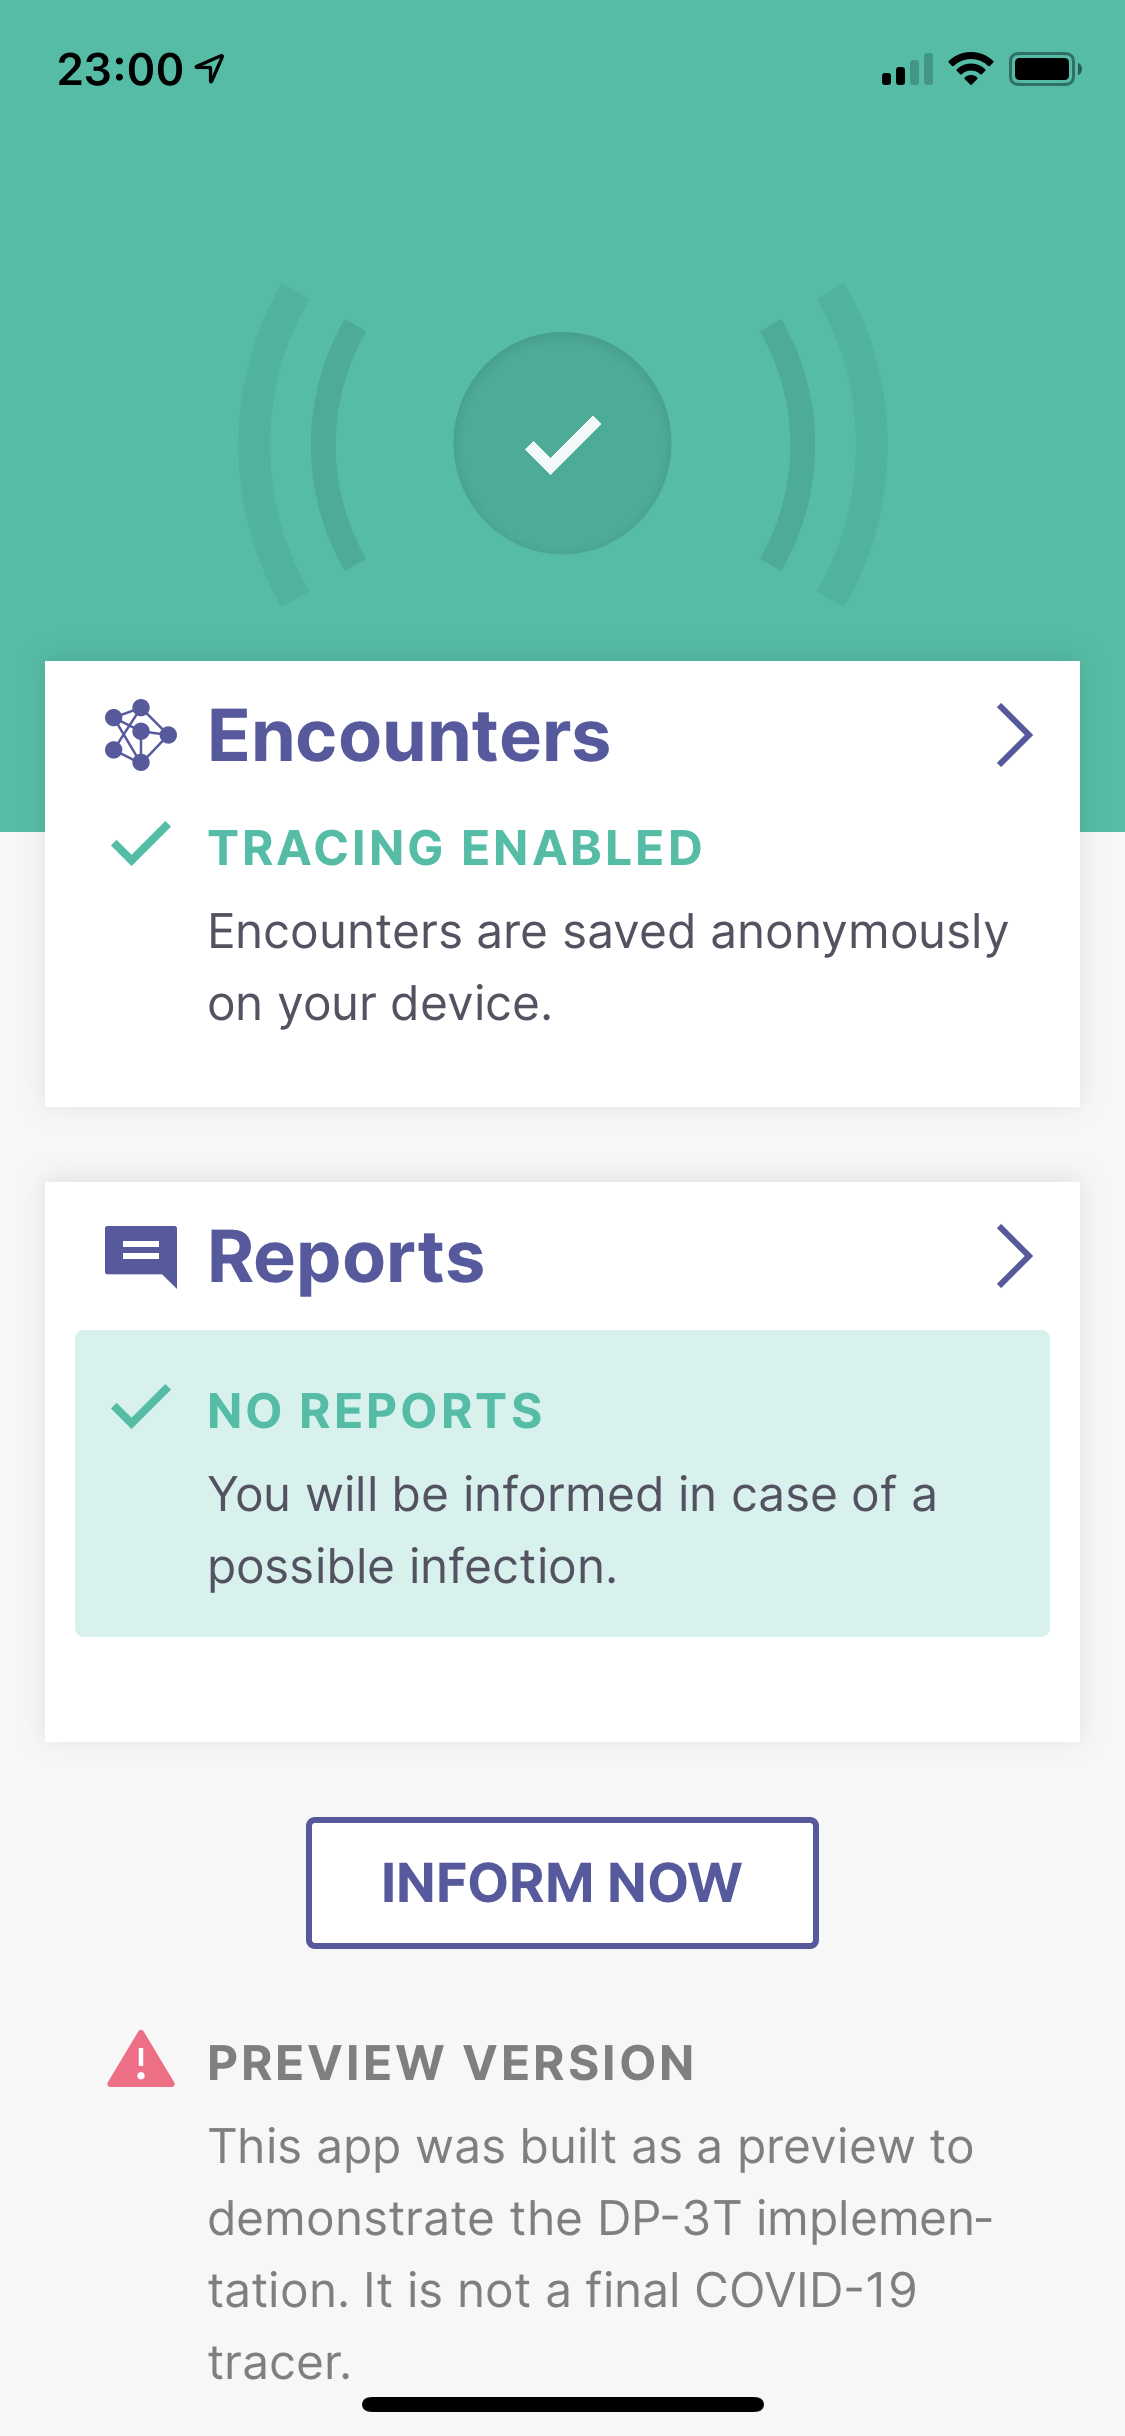 23:00
Encounters
TRACING ENABLED
Encounters are saved anonymously
on your device.
Reports
NO REPORTS
You will be informed in case of a
possible infection.
INFORM NOW
PREVIEW VERSION
This app was built as a preview to
demonstrate the DP-3T implemen-
tation. It is not a final COVID-19
tracer.